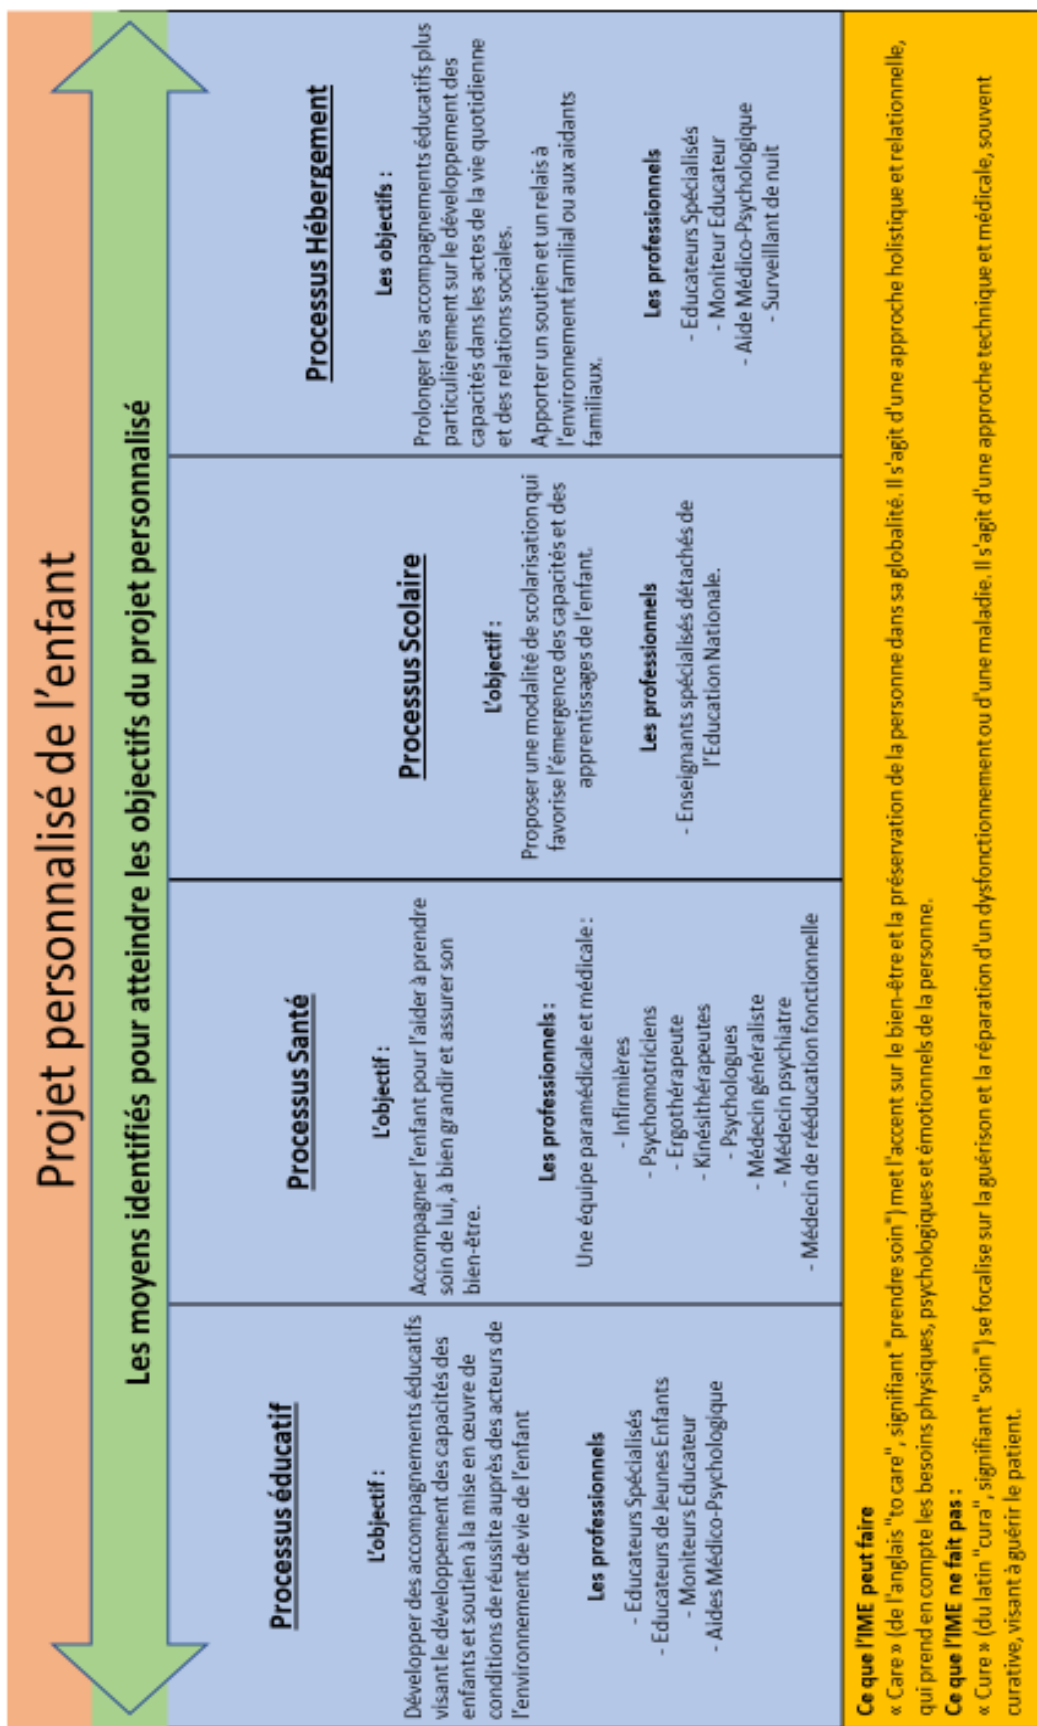 Projet personnalisé de l'enfant
Les moyens identifiés pour atteindre les objectifs du projet personnalisé
Processus éducatif
L'objectif :
Développer des accompagnements éducatifs
visant le développement des capacités des
enfants et soutien à la mise en œuvre de
conditions de réussite auprès des acteurs de
l'environnement de vie de l'enfant
Les professionnels
- Educateurs Spécialisés
- Educateurs de Jeunes Enfants
- Moniteurs Educateur
- Aides Médico-Psychologique
Processus Santé
L'objectif :
Accompagner l'enfant pour l'aider à prendre
soin de lui, à bien grandir et assurer son
bien-être.
Les professionnels :
Une équipe paramédicale et médicale :
- Infirmières
- Psychomotriciens
- Ergothérapeute
- Kinésithérapeutes
- Psychologues
- Médecin généraliste
- Médecin psychiatre
- Médecin de rééducation fonctionnelle
Processus Scolaire
L'objectif :
Proposer une modalité de scolarisation qui
favorise l'émergence des capacités et des
apprentissages de l'enfant.
Les professionnels
- Enseignants spécialisés détachés de
l'Education Nationale.
Processus Hébergement
Les objectifs :
Prolonger les accompagnements éducatifs plus
particulièrement sur le développement des
capacités dans les actes de la vie quotidienne
et des relations sociales.
Apporter un soutien et un relais à
l'environnement familial ou aux aidants
familiaux.
Les professionnels
- Educateurs Spécialisés
- Moniteur Educateur
- Aide Médico-Psychologique
- Surveillant de nuit
Ce que l'IME peut faire
« Care » (de l'anglais "to care", signifiant "prendre soin") met l'accent sur le bien-être et la préservation de la personne dans sa globalité. Il s'agit d'une approche holistique et relationnelle,
qui prend en compte les besoins physiques, psychologiques et émotionnels de la personne.
Ce que l'IME ne fait pas :
« Cure » (du latin "cura", signifiant "soin") se focalise sur la guérison et la réparation d'un dysfonctionnement ou d'une maladie. Il s'agit d'une approche technique et médicale, souvent
curative, visant à guérir le patient.